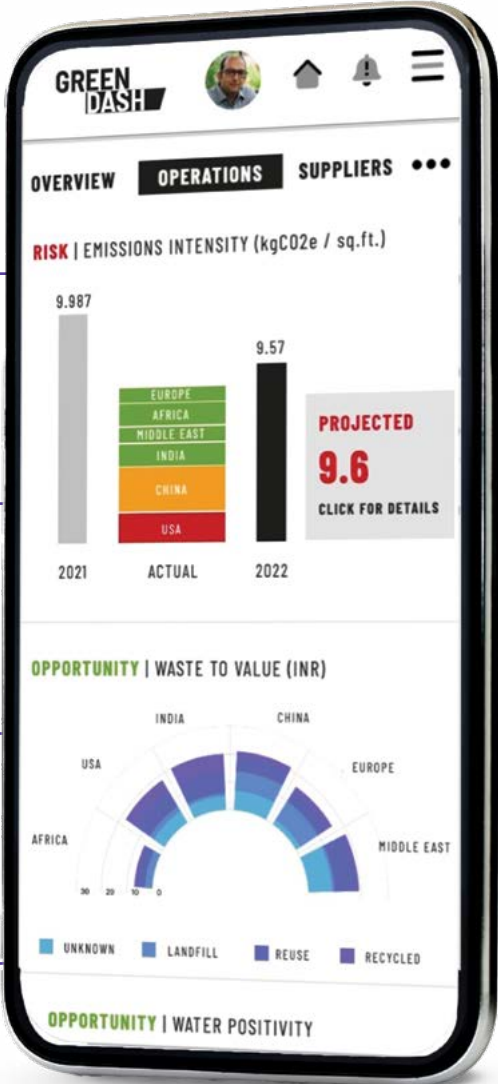 GREEN
DASH
OVERVIEW OPERATIONS SUPPLIERS •••
RISK | EMISSIONS INTENSITY (kgCO2e / sq.ft.)
9.987
9.57
EUROPE
AFRICA
MIDDLE EAST
INDIA
CHINA
USA
PROJECTED
9.6
CLICK FOR DETAILS
2021 ACTUAL 2022
OPPORTUNITY | WASTE TO VALUE (INR)
INDIA CHINA
USA EUROPE
AFRICA MIDDLE EAST
30 20 10 0
UNKNOWN LANDFILL REUSE RECYCLED
OPPORTUNITY | WATER POSITIVITY